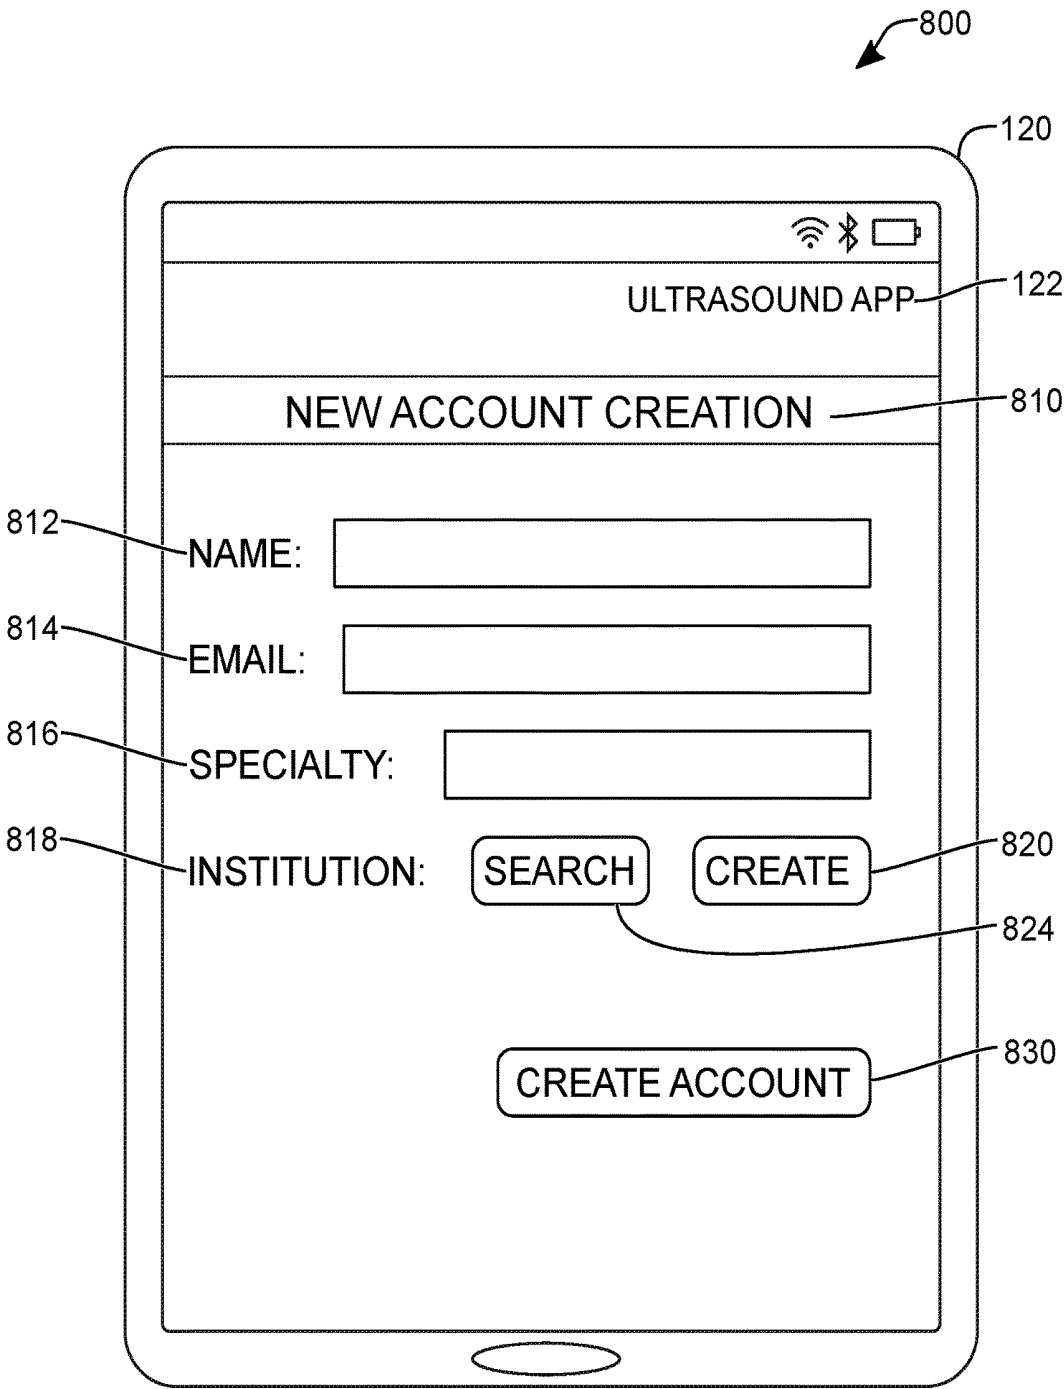 800
120
ULTRASOUND APP 122
NEW ACCOUNT CREATION 810
812 NAME:
814 EMAIL:
816 SPECIALTY:
818 INSTITUTION: SEARCH CREATE 820
824
CREATE ACCOUNT 830